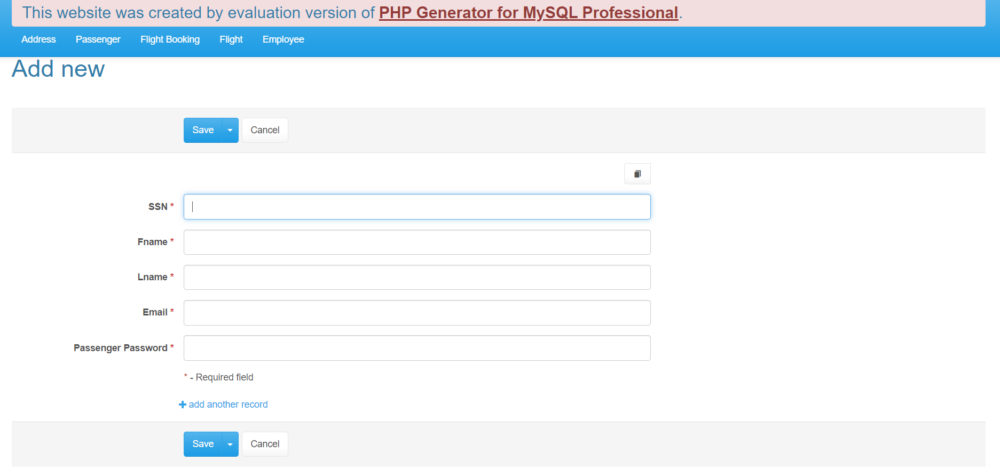 This website was created by evaluation version of PHP Generator for MySQL Professional.
Address Passenger Flight Booking Flight Employee
Add new
Save Cancel
SSN *
Fname *
Lname *
Email *
Passenger Password *
* - Required field
add another record
Save Cancel